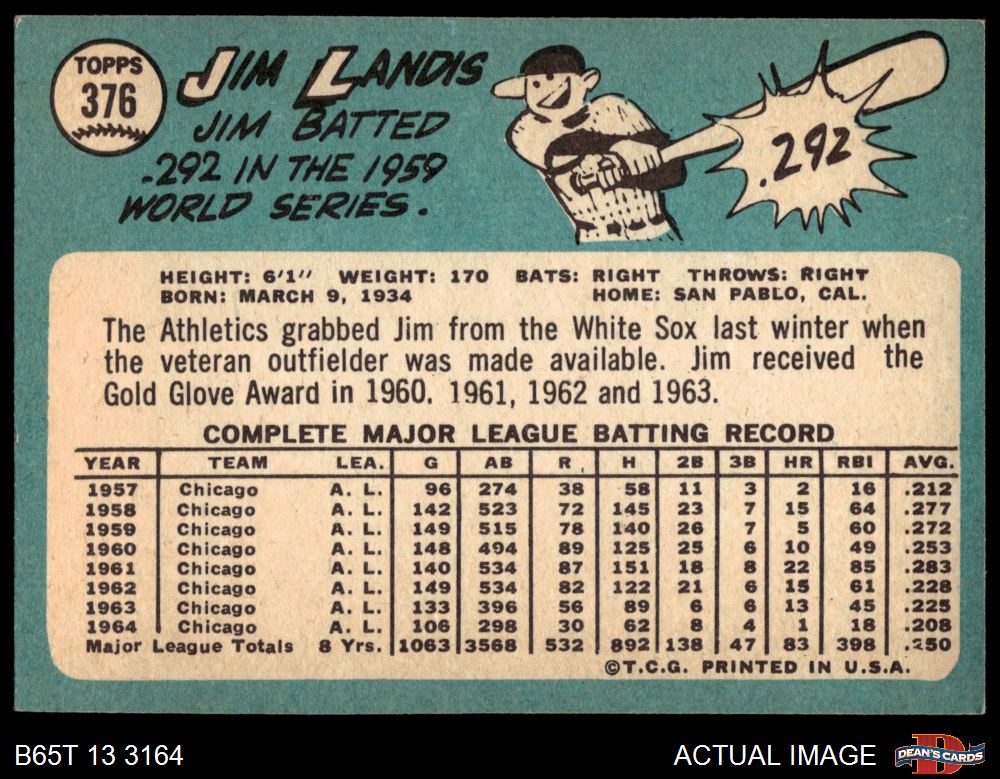 TOPPS
376
JIM LANDIS
JIM BATTED
.292 IN THE 1959
WORLD SERIES.
.292
HEIGHT: 6'1" WEIGHT: 170 BATS: RIGHT THROWS: RIGHT
BORN: MARCH 9, 1934 HOME: SAN PABLO, CAL.
The Athletics grabbed Jim from the White Sox last winter when
the veteran outfielder was made available. Jim received the
Gold Glove Award in 1960. 1961, 1962 and 1963.
COMPLETE MAJOR LEAGUE BATTING RECORD
YEAR TEAM LEA. G AB R H 2B 3B HR RBI AVG.
1957 Chicago A. L. 96 274 38 58 11 3 2 16 .212
1958 Chicago A. L. 142 523 72 145 23 7 15 64 .277
1959 Chicago A. L. 149 515 78 140 26 7 5 60 .272
1960 Chicago A. L. 148 494 89 125 25 6 10 49 .253
1961 Chicago A. L. 140 534 87 151 18 8 22 85 .283
1962 Chicago A. L. 149 534 82 122 21 6 15 61 .228
1963 Chicago A. L. 133 396 56 89 6 6 13 45 .225
1964 Chicago A. L. 106 298 30 62 8 4 1 18 .208
Major League Totals 8 Yrs. 1063 3568 532 892 138 47 83 398 .250
©T.C.G. PRINTED IN U.S.A.
B65T 13 3164 ACTUAL IMAGE
D
DEAN'S CARDS